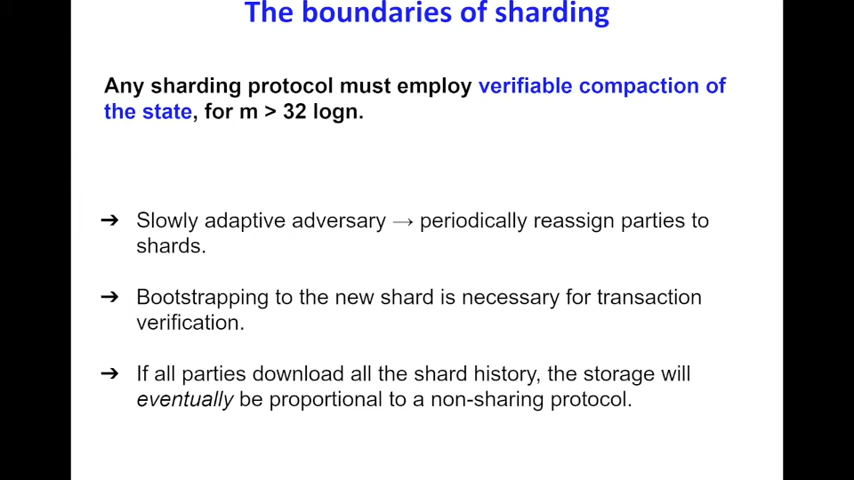 The boundaries of sharding
Any sharding protocol must employ verifiable compaction of
the state, for m > 32 logn.
➔ Slowly adaptive adversary → periodically reassign parties to
shards.
➔ Bootstrapping to the new shard is necessary for transaction
verification.
➔ If all parties download all the shard history, the storage will
eventually be proportional to a non-sharing protocol.